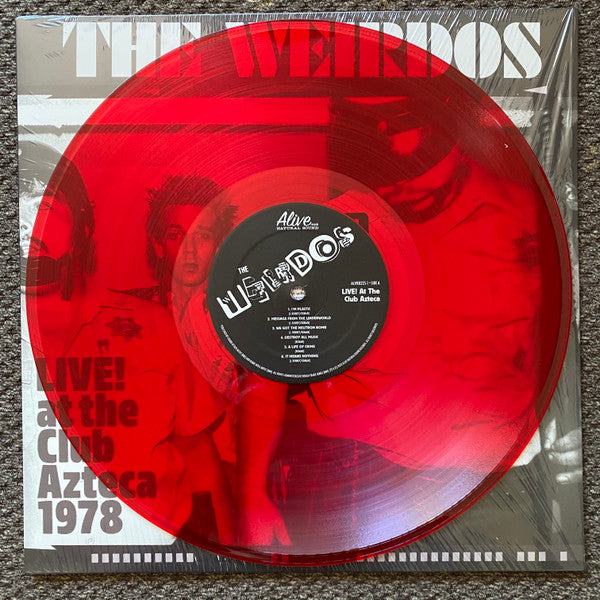 THE WEIRDOS
Alive
NATURAL SOUND
THE
WEIRDOS
LIVE! At The
Club Azteca
1. I'M PLASTIC
2. MESSAGE FROM THE UNDERWORLD
3. WE GOT THE NEUTRON BOMB
4. DESTROY ALL MUSIC
5. A LIFE OF CRIME
6. IT MEANS NOTHING
LIVE!
at the
Club
Azteca
1978